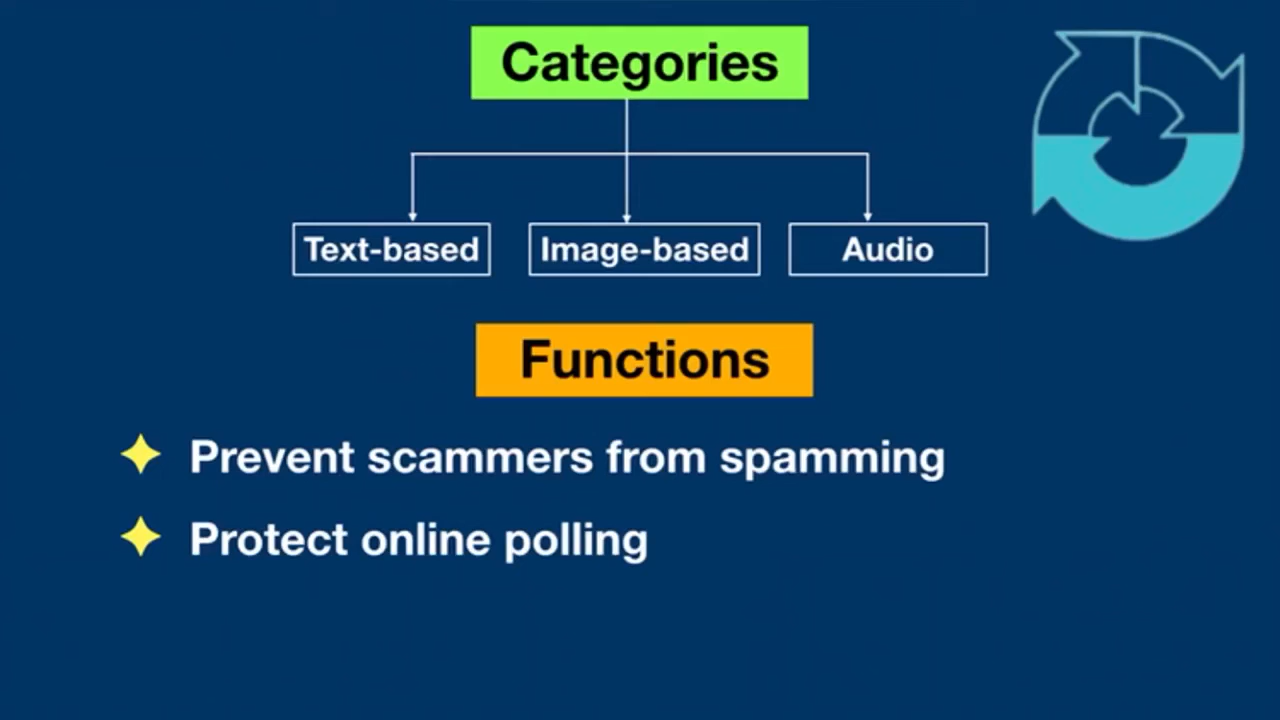 Categories
Text-based
Image-based
Audio
Functions
Prevent scammers from spamming
Protect online polling